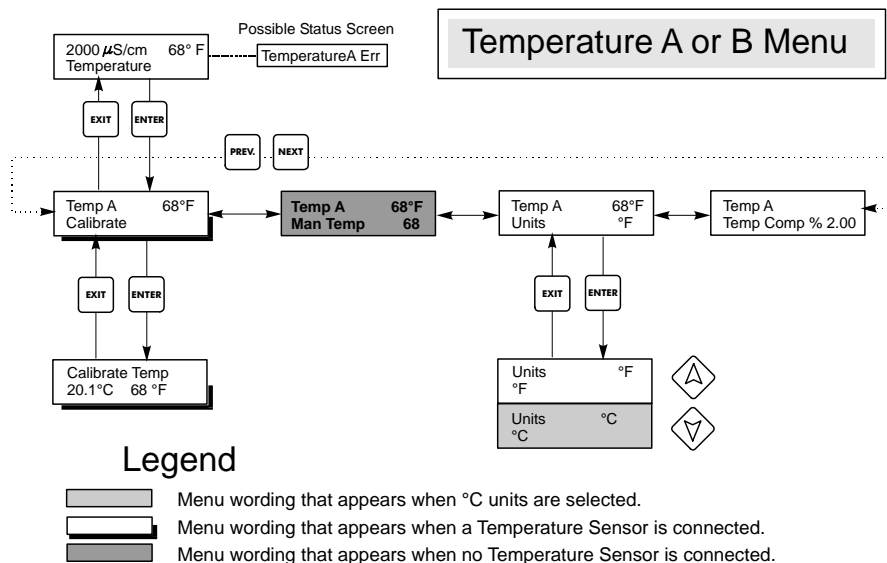 Temperature A or B Menu
Possible Status Screen
2000 µS/cm 68° F
Temperature
TemperatureA Err
EXIT
ENTER
PREV.
NEXT
Temp A 68°F
Calibrate
Temp A 68°F
Man Temp 68
Temp A 68°F
Units °F
Temp A
Temp Comp % 2.00
EXIT
ENTER
EXIT
ENTER
Calibrate Temp
20.1°C 68 °F
Units °F
°F
Units °C
°C
Legend
Menu wording that appears when °C units are selected.
Menu wording that appears when a Temperature Sensor is connected.
Menu wording that appears when no Temperature Sensor is connected.